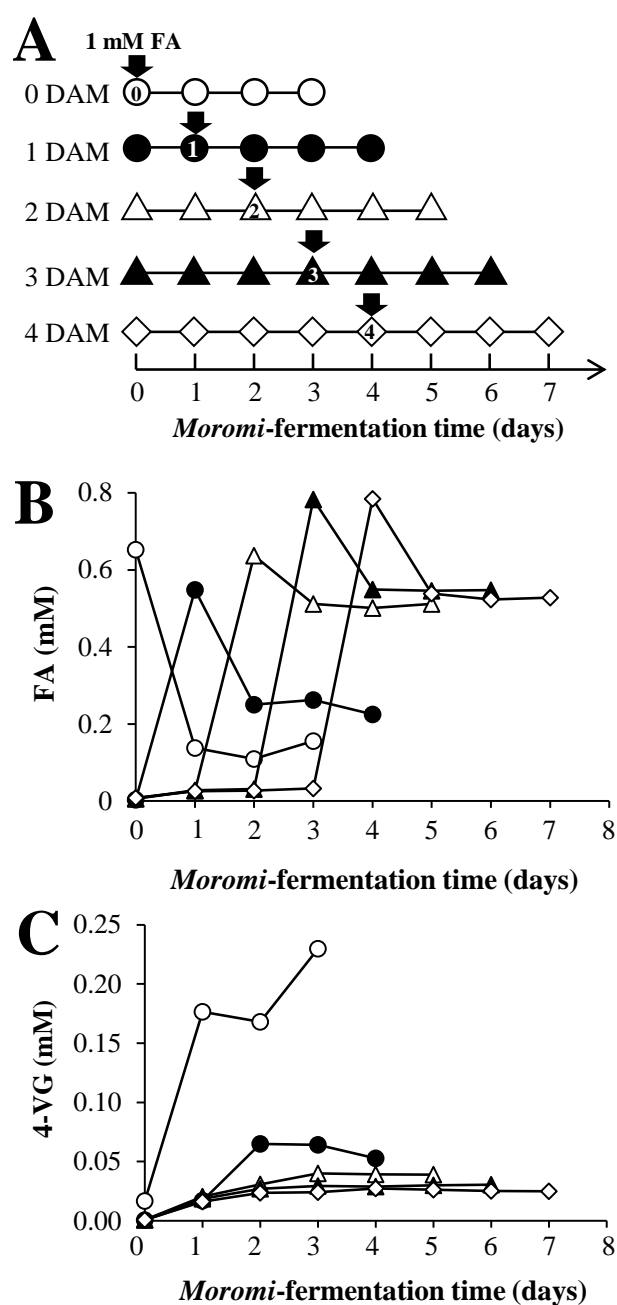 A
1 mM FA
0 DAM
0
1 DAM
1
2 DAM
2
3 DAM
3
4 DAM
4
0 1 2 3 4 5 6 7
Moromi-fermentation time (days)
B
FA (mM)
0.8
0.6
0.4
0.2
0
0 1 2 3 4 5 6 7 8
Moromi-fermentation time (days)
C
4-VG (mM)
0.25
0.20
0.15
0.10
0.05
0.00
0 1 2 3 4 5 6 7 8
Moromi-fermentation time (days)